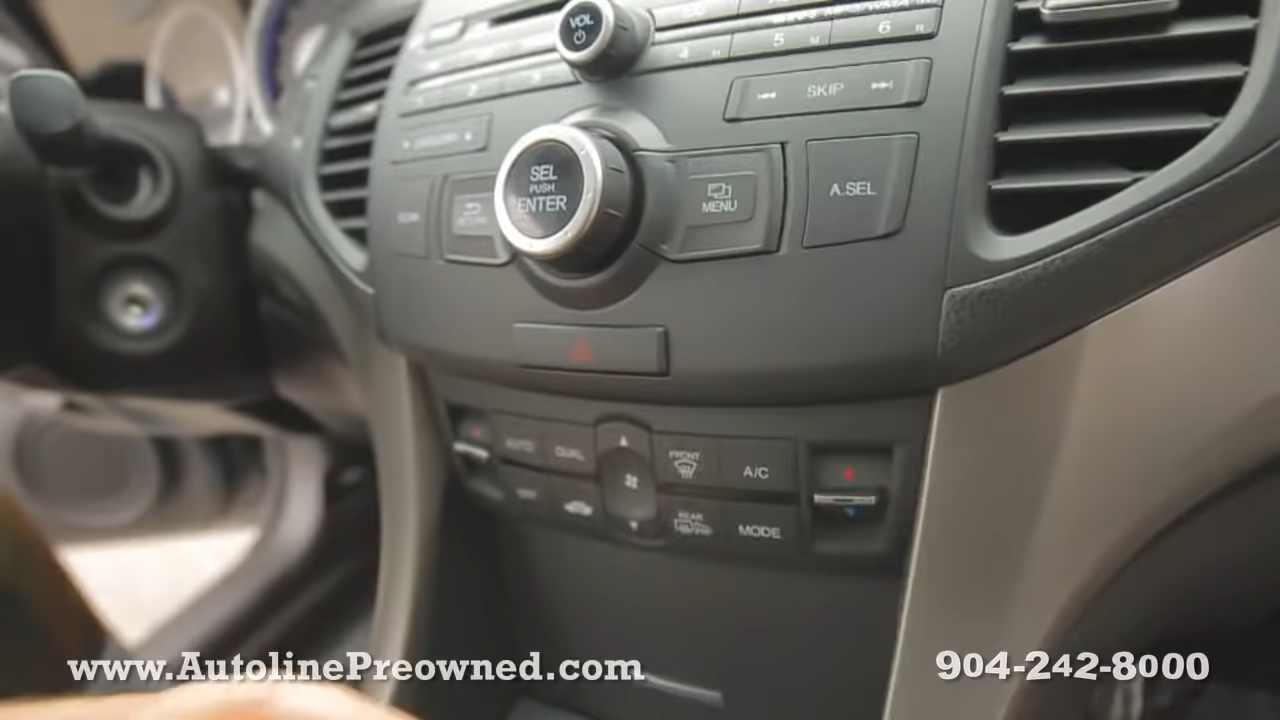 VOL
4
5 M
6 R
SKIP
SEL
PUSH
ENTER
MENU
A.SEL
AUTO
DUAL
FRONT
A/C
REAR
MODE
www.AutolinePreowned.com
904-242-8000